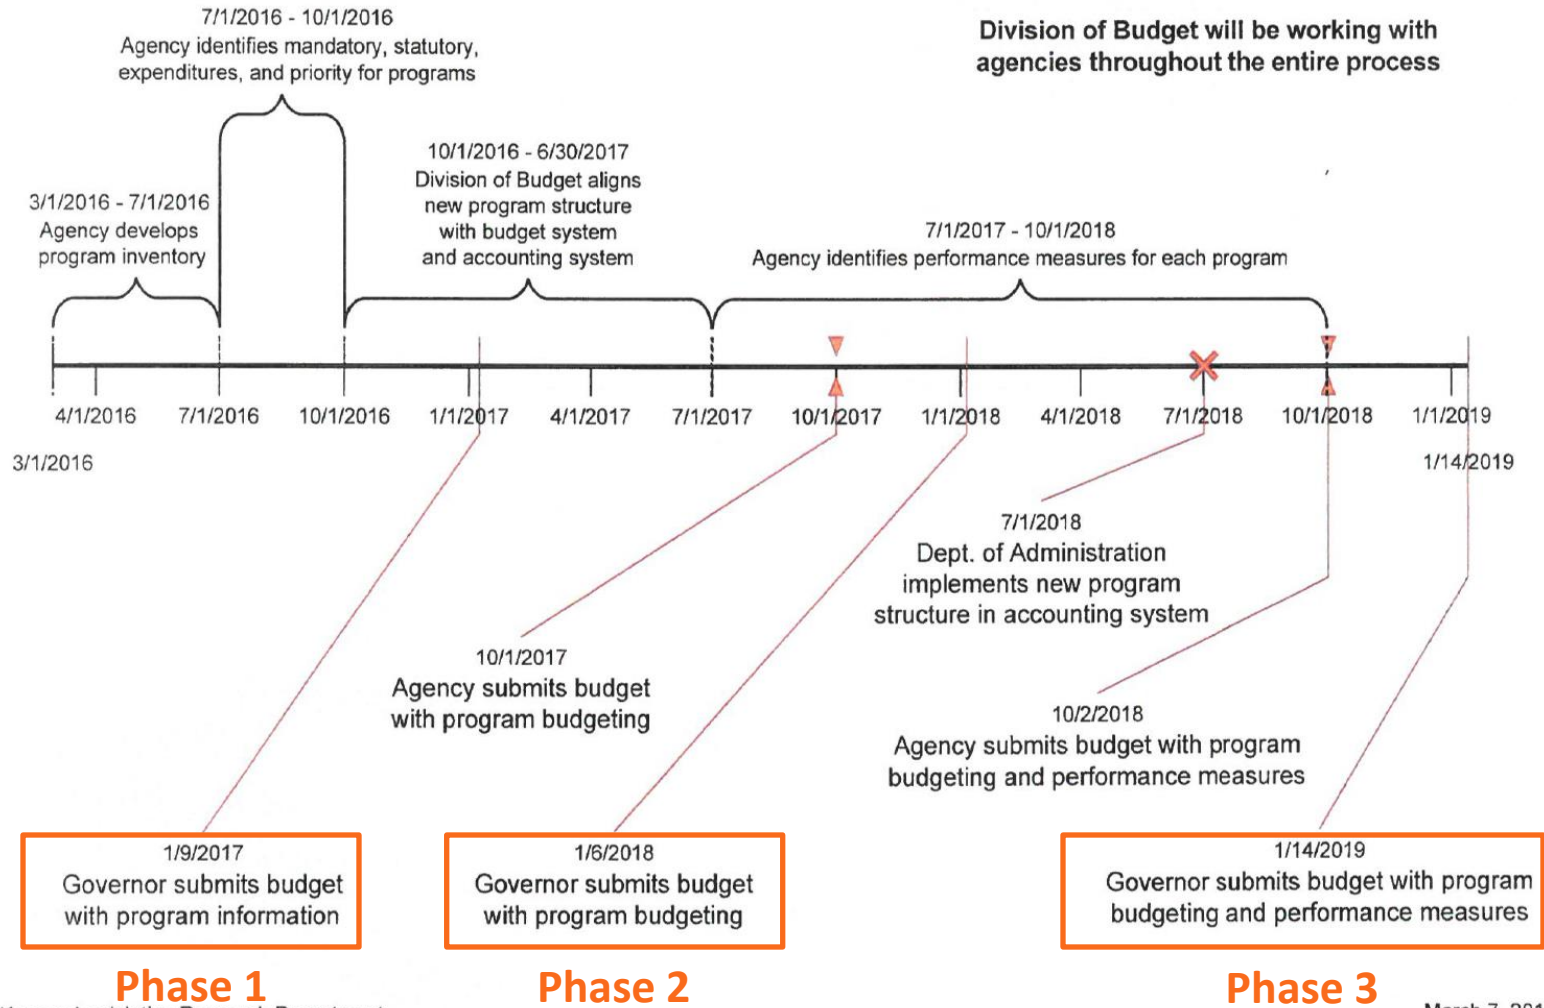 7/1/2016 - 10/1/2016
Agency identifies mandatory, statutory,
expenditures, and priority for programs
Division of Budget will be working with
agencies throughout the entire process
10/1/2016 - 6/30/2017
Division of Budget aligns
new program structure
with budget system
and accounting system
3/1/2016 - 7/1/2016
Agency develops
program inventory
7/1/2017 - 10/1/2018
Agency identifies performance measures for each program
4/1/2016 7/1/2016 10/1/2016 1/1/2017 4/1/2017 7/1/2017 10/1/2017 1/1/2018 4/1/2018 7/1/2018 10/1/2018 1/1/2019
3/1/2016 1/14/2019
7/1/2018
Dept. of Administration
implements new program
structure in accounting system
10/1/2017
Agency submits budget
with program budgeting
10/2/2018
Agency submits budget with program
budgeting and performance measures
1/9/2017
Governor submits budget
with program information
1/6/2018
Governor submits budget
with program budgeting
1/14/2019
Governor submits budget with program
budgeting and performance measures
Phase 1 Phase 2 Phase 3
March 7, 201